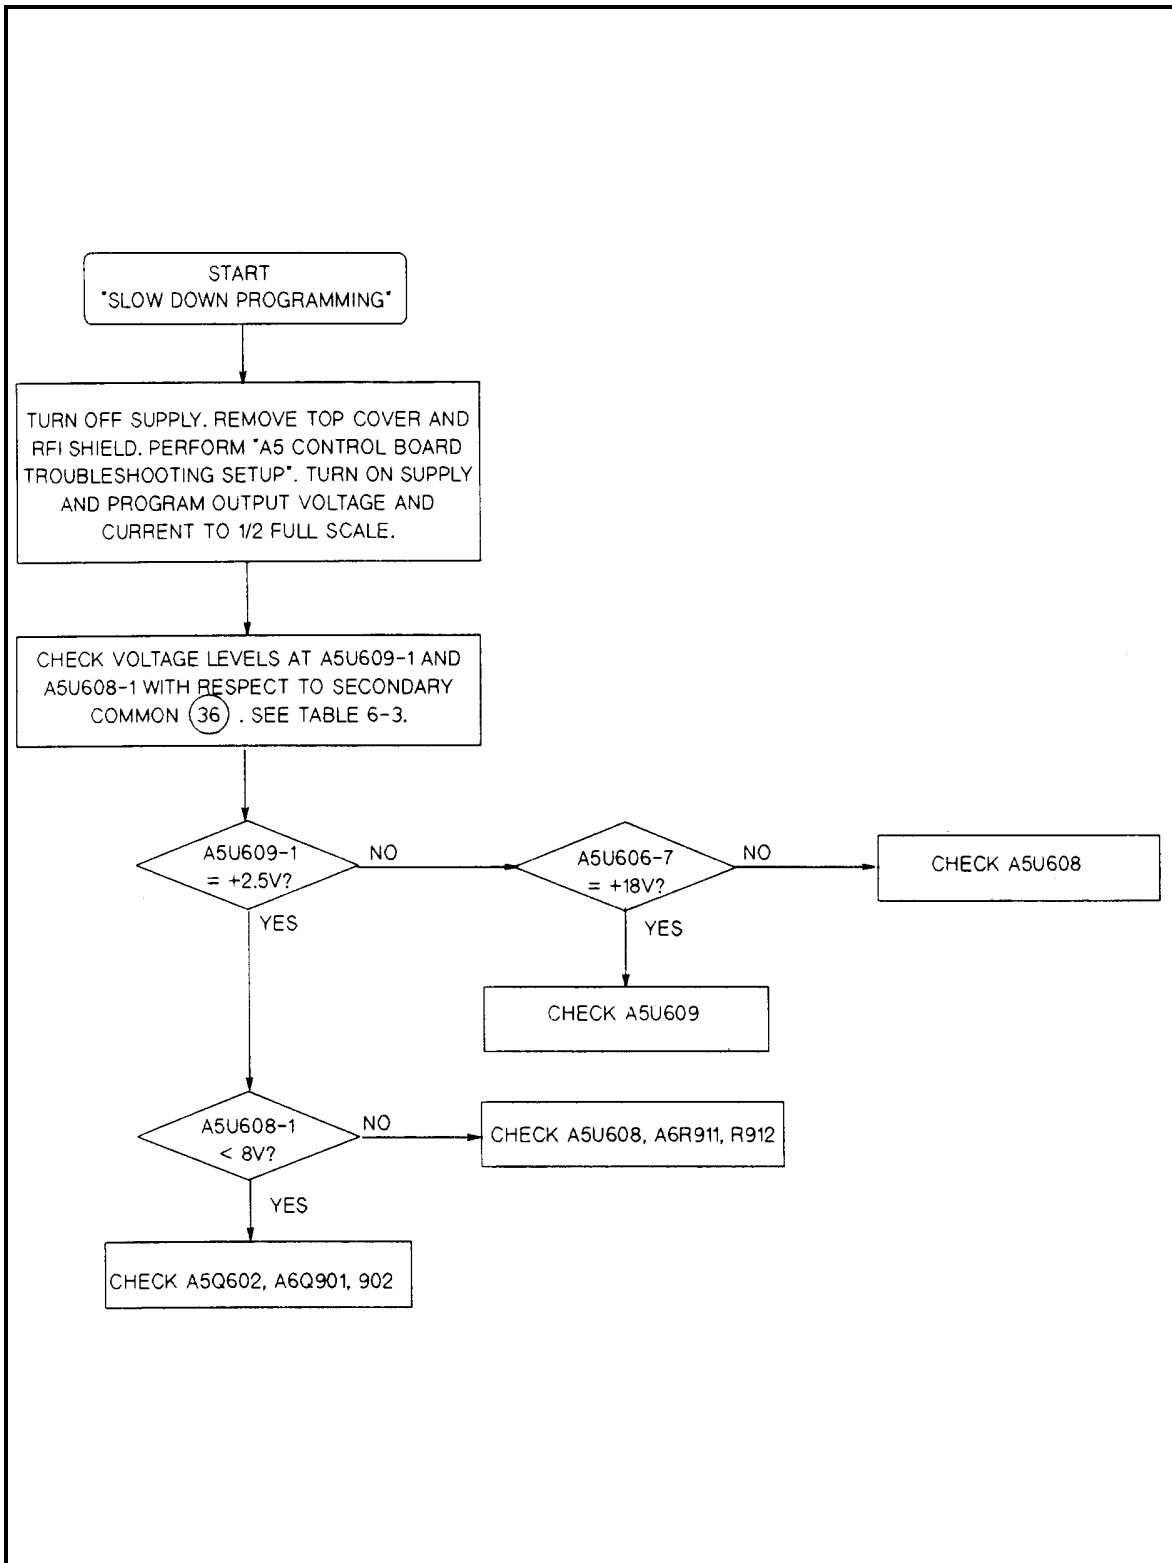 START
"SLOW DOWN PROGRAMMING"
TURN OFF SUPPLY. REMOVE TOP COVER AND
RFI SHIELD. PERFORM "A5 CONTROL BOARD
TROUBLESHOOTING SETUP". TURN ON SUPPLY
AND PROGRAM OUTPUT VOLTAGE AND
CURRENT TO 1/2 FULL SCALE.
CHECK VOLTAGE LEVELS AT A5U609-1 AND
A5U608-1 WITH RESPECT TO SECONDARY
COMMON 36 . SEE TABLE 6-3.
A5U609-1
= +2.5V?
NO
A5U606-7
= +18V?
NO
CHECK A5U608
YES
YES
CHECK A5U609
A5U608-1
< 8V?
NO
CHECK A5U608, A6R911, R912
YES
CHECK A5Q602, A6Q901, 902